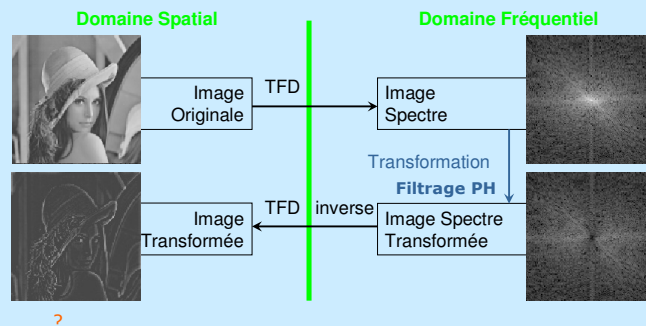 Domaine Spatial
Domaine Fréquentiel
Image
Originale
TFD
Image
Spectre
Transformation
Filtrage PH
Image
Transformée
TFD inverse
Image Spectre
Transformée
?